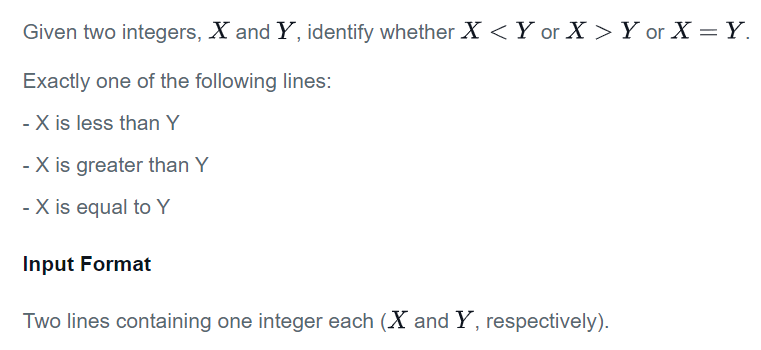 Given two integers, X and Y, identify whether X < Y or X > Y or X = Y.
Exactly one of the following lines:
- X is less than Y
- X is greater than Y
- X is equal to Y
Input Format
Two lines containing one integer each (X and Y, respectively).